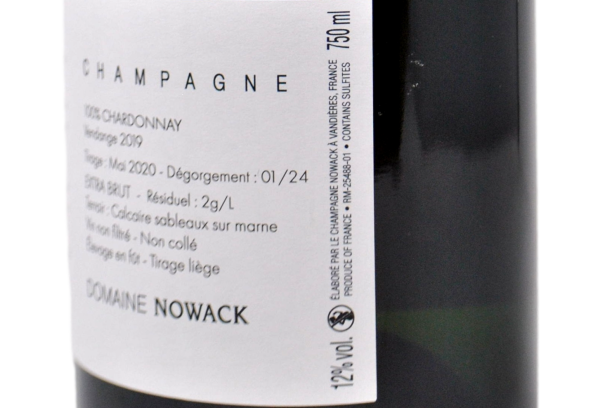 CHAMPAGNE
100% CHARDONNAY
Vendange 2019
Tirage : Mai 2020 - Dégorgement : 01/24
EXTRA BRUT - Résiduel : 2g/L
Terroir : Calcaire sableaux sur marne
Vin non filtré - Non collé
Élevage en fût - Tirage liège
DOMAINE NOWACK
12% vol.
ÉLABORÉ PAR LE CHAMPAGNE NOWACK À VANDIÈRES, FRANCE
PRODUCE OF FRANCE • RM-25488-01 • CONTAINS SULFITES
750 ml